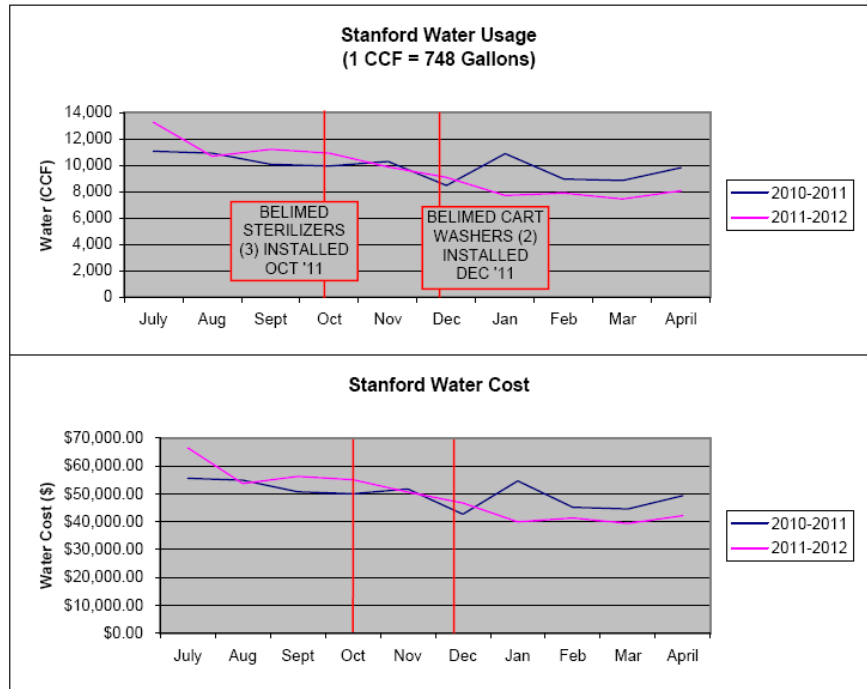 Stanford Water Usage
(1 CCF = 748 Gallons)
Water (CCF)
14,000
12,000
10,000
8,000
6,000
4,000
2,000
0
BELIMED
STERILIZERS
(3) INSTALLED
OCT '11
BELIMED CART
WASHERS (2)
INSTALLED
DEC '11
July Aug Sept Oct Nov Dec Jan Feb Mar April
2010-2011
2011-2012
Stanford Water Cost
Water Cost ($)
$70,000.00
$60,000.00
$50,000.00
$40,000.00
$30,000.00
$20,000.00
$10,000.00
$0.00
July Aug Sept Oct Nov Dec Jan Feb Mar April
2010-2011
2011-2012